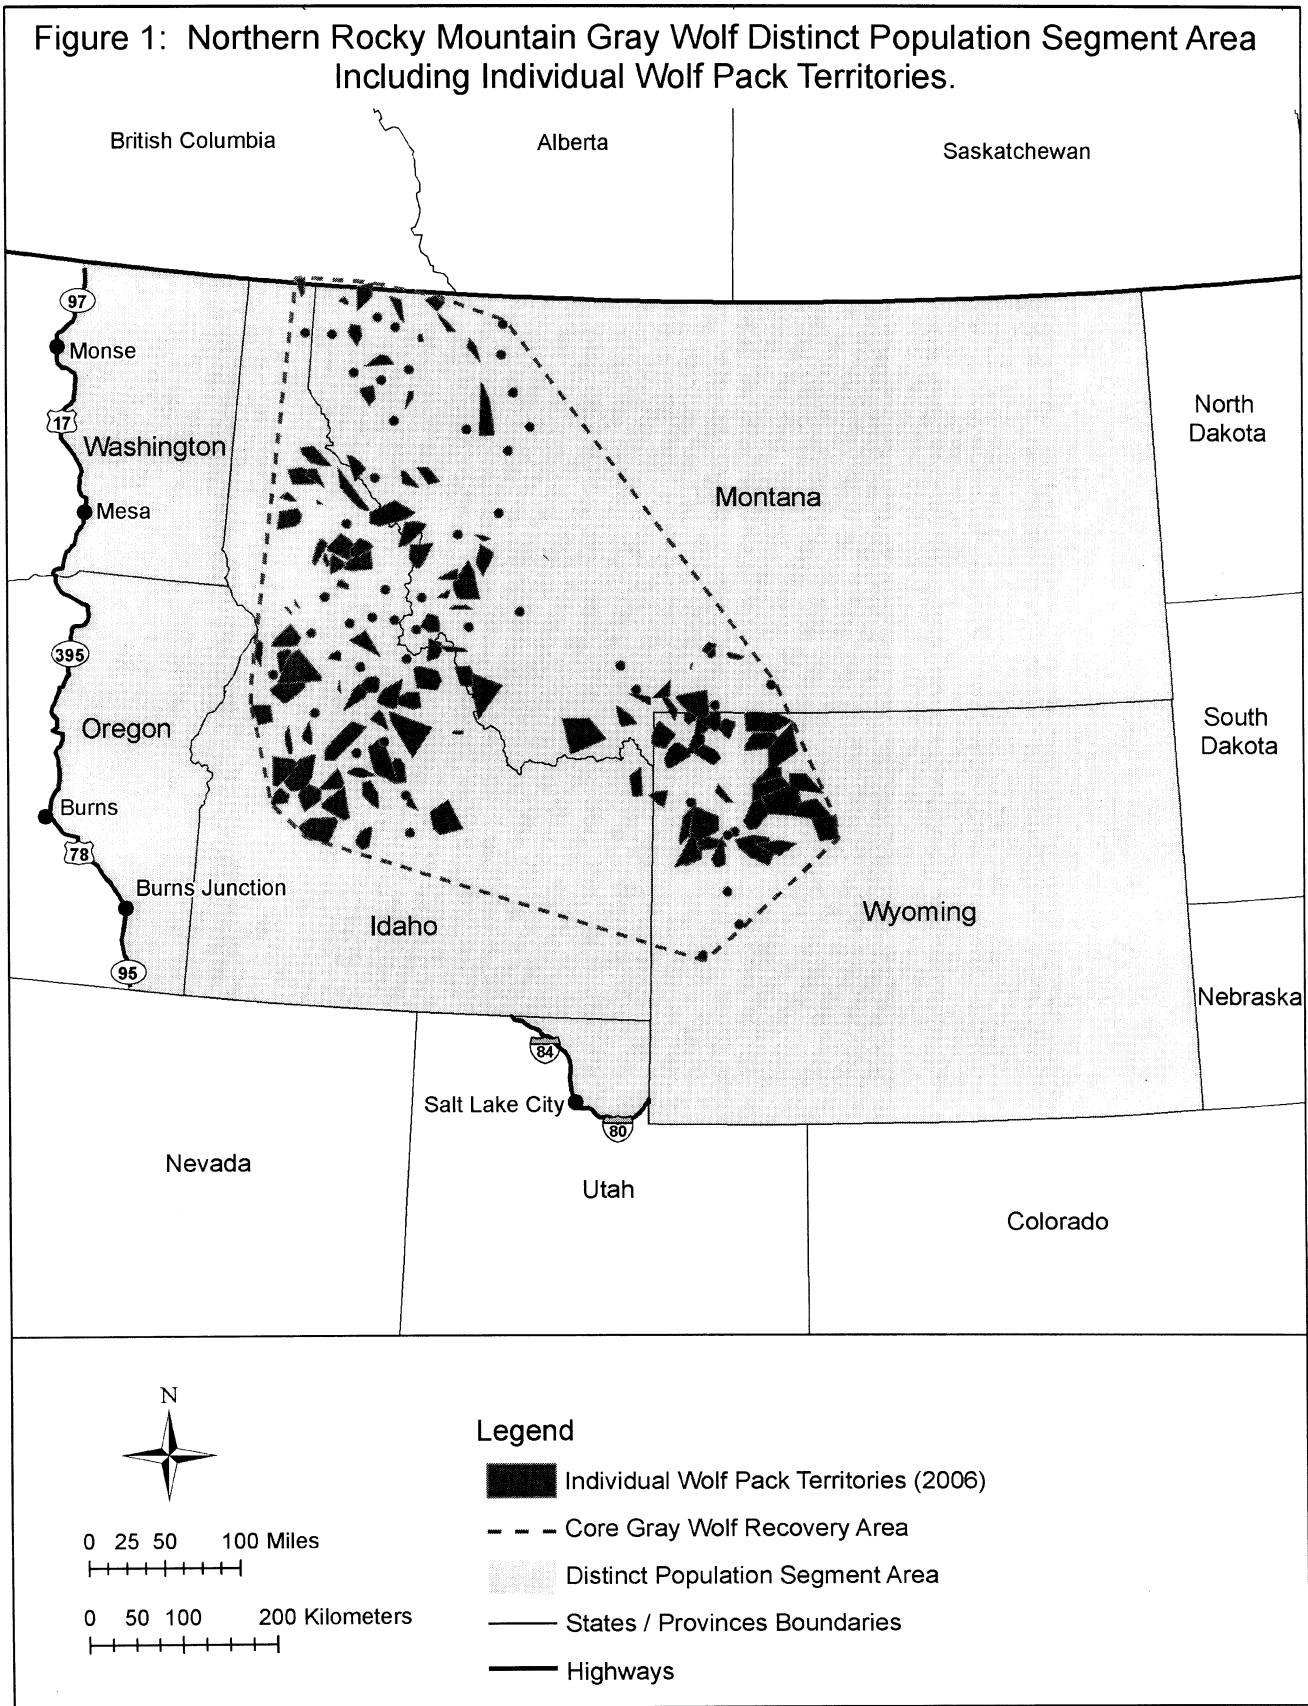 Figure 1: Northern Rocky Mountain Gray Wolf Distinct Population Segment Area
Including Individual Wolf Pack Territories.
British Columbia
Alberta
Saskatchewan
97
Monse
17
Washington
Mesa
North
Dakota
Montana
395
Oregon
South
Dakota
Burns
78
Burns Junction
Idaho
Wyoming
95
Nebraska
84
Salt Lake City
80
Nevada
Utah
Colorado
N
Legend
Individual Wolf Pack Territories (2006)
Core Gray Wolf Recovery Area
Distinct Population Segment Area
States / Provinces Boundaries
Highways
0 25 50 100 Miles
0 50 100 200 Kilometers